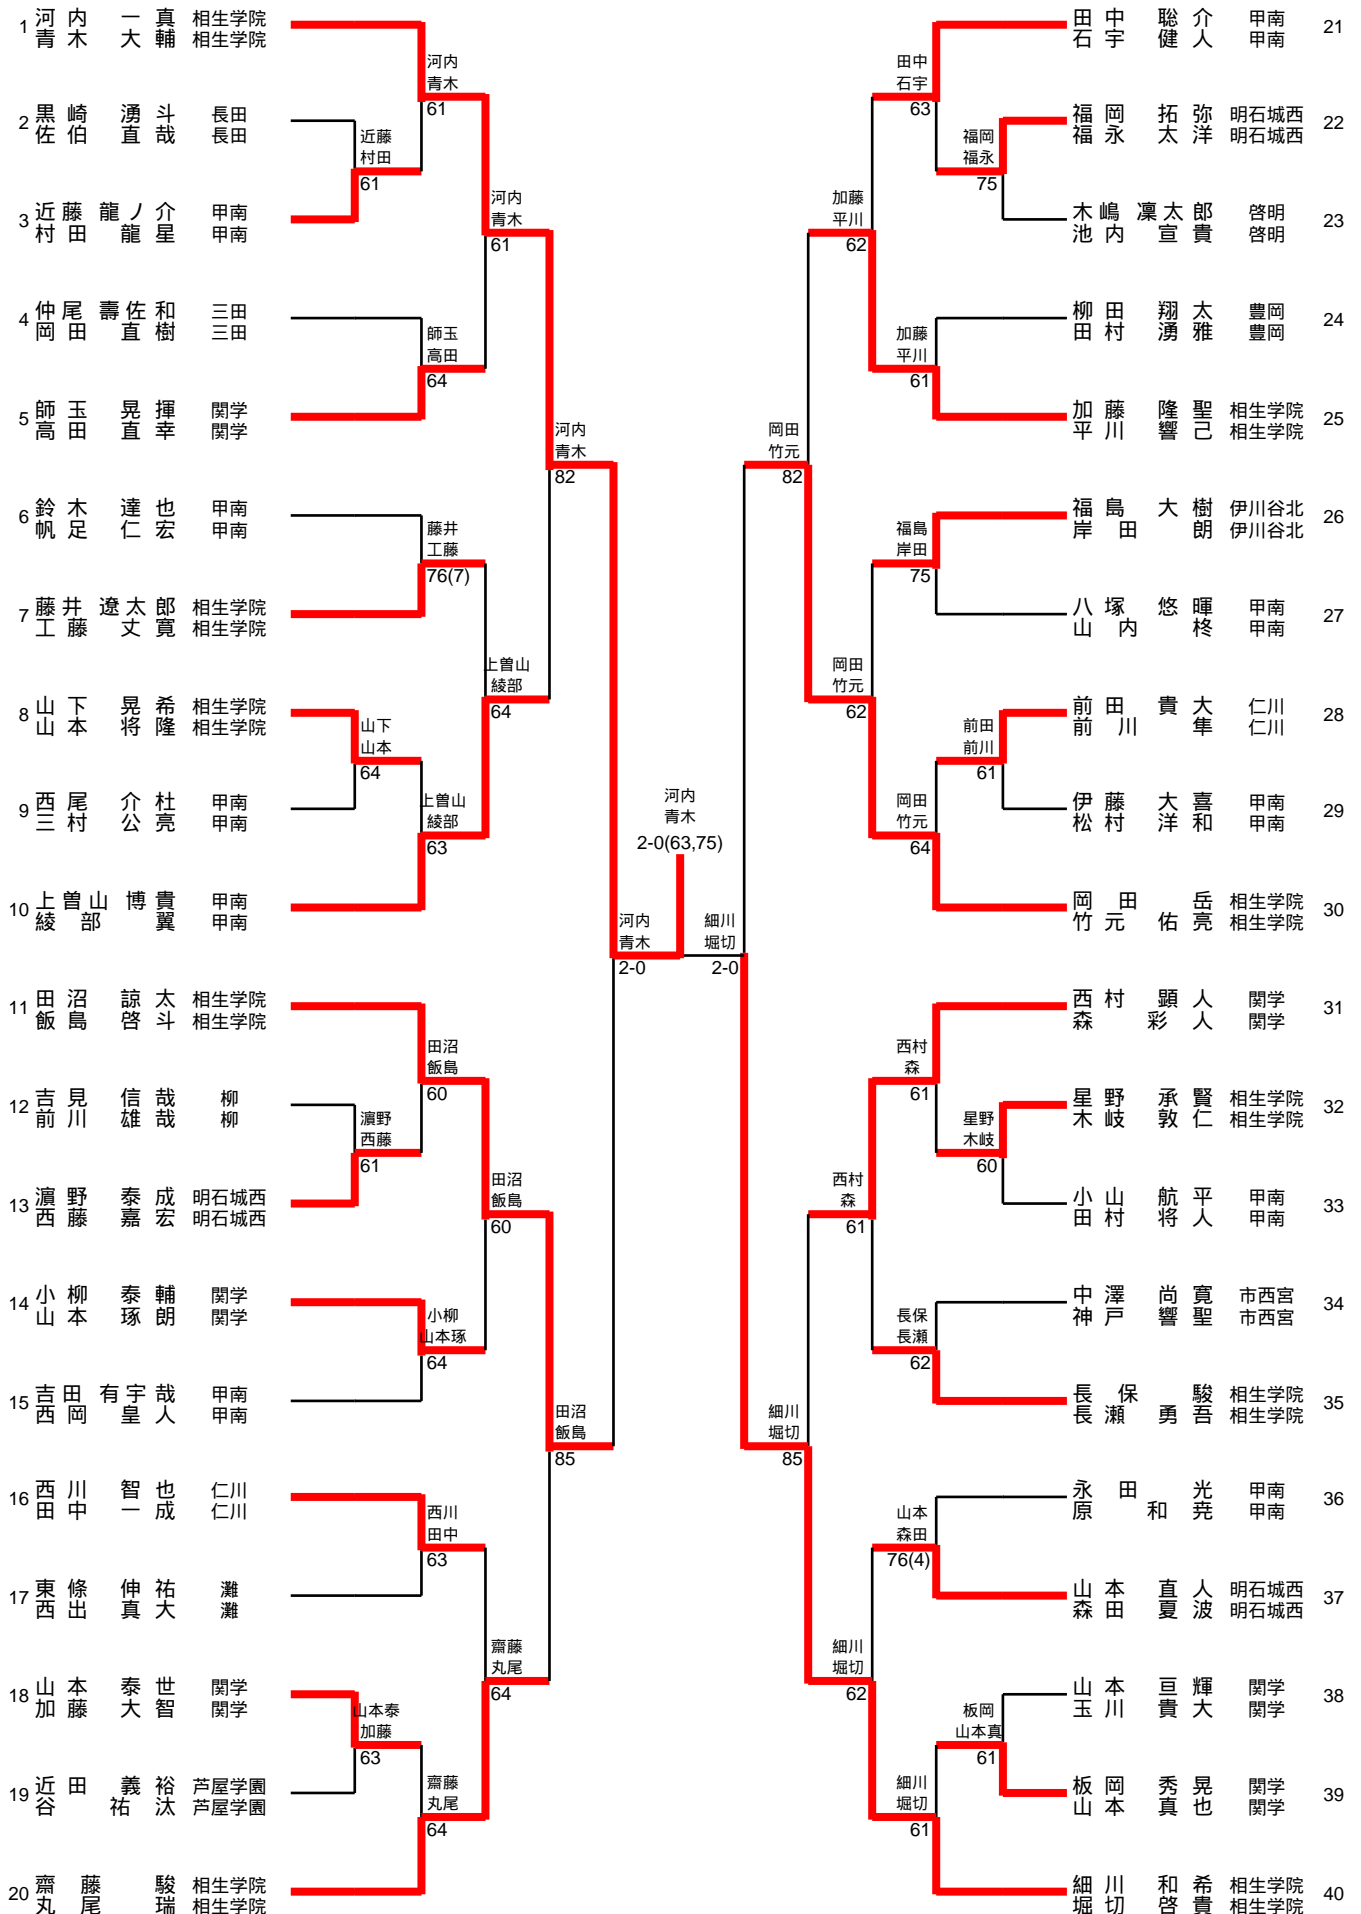 1 河内 一真 相生学院
青木 大輔 相生学院
2 黒崎 湧斗 長田
佐伯 直哉 長田
3 近藤 龍ノ介 甲南
村田 龍星 甲南
4 仲尾 壽佐和 三田
岡田 直樹 三田
5 師玉 晃揮 関学
高田 直幸 関学
6 鈴木 達也 甲南
帆足 仁宏 甲南
7 藤井 遼太郎 相生学院
工藤 丈寛 相生学院
8 山下 晃希 相生学院
山本 将隆 相生学院
9 西尾 介杜 甲南
三村 公亮 甲南
10 上曽山 博貴 甲南
綾部 翼 甲南
11 田沼 諒太 相生学院
飯島 啓斗 相生学院
12 吉見 信哉 柳
前川 雄哉 柳
13 濵野 泰成 明石城西
西藤 嘉宏 明石城西
14 小柳 泰輔 関学
山本 琢朗 関学
15 吉田 有宇哉 甲南
西岡 皇人 甲南
16 西川 智也 仁川
田中 一成 仁川
17 東條 伸祐 灘
西出 真大 灘
18 山本 泰世 関学
加藤 大智 関学
19 近田 義裕 芦屋学園
谷 祐汰 芦屋学園
20 齋藤 駿 相生学院
丸尾 瑞 相生学院
近藤
村田
61
山下
山本
64
濵野
西藤
61
山本泰
加藤
63
河内
青木
61
師玉
高田
64
藤井
工藤
76(7)
上曽山
綾部
63
田沼
飯島
60
小柳
山本琢
64
西川
田中
63
齋藤
丸尾
64
河内
青木
61
上曽山
綾部
64
田沼
飯島
60
齋藤
丸尾
64
河内
青木
82
田沼
飯島
85
河内
青木
2-0
河内
青木
2-0(63,75)
細川
堀切
2-0
岡田
竹元
82
細川
堀切
85
加藤
平川
62
岡田
竹元
62
西村
森
61
細川
堀切
62
田中
石宇
63
加藤
平川
61
福島
岸田
75
岡田
竹元
64
西村
森
61
長保
長瀬
62
山本
森田
76(4)
細川
堀切
61
福岡
福永
75
前田
前川
61
星野
木岐
60
板岡
山本真
61
田中 聡介 甲南 21
石宇 健人 甲南
福岡 拓弥 明石城西 22
福永 太洋 明石城西
木嶋 凜太郎 啓明 23
池内 宣貴 啓明
柳田 翔太 豊岡 24
田村 湧雅 豊岡
加藤 隆聖 相生学院 25
平川 響己 相生学院
福島 大樹 伊川谷北 26
岸田 朗 伊川谷北
八塚 悠暉 甲南 27
山内 柊 甲南
前田 貴大 仁川 28
前川 隼 仁川
伊藤 大喜 甲南 29
松村 洋和 甲南
岡田 岳 相生学院 30
竹元 佑亮 相生学院
西村 顕人 関学 31
森 彩人 関学
星野 承賢 相生学院 32
木岐 敦仁 相生学院
小山 航平 甲南 33
田村 将人 甲南
中澤 尚寛 市西宮 34
神戸 響聖 市西宮
長保 駿 相生学院 35
長瀬 勇吾 相生学院
永田 光 甲南 36
原 和尭 甲南
山本 直人 明石城西 37
森田 夏波 明石城西
山本 亘輝 関学 38
玉川 貴大 関学
板岡 秀晃 関学 39
山本 真也 関学
細川 和希 相生学院 40
堀切 啓貴 相生学院